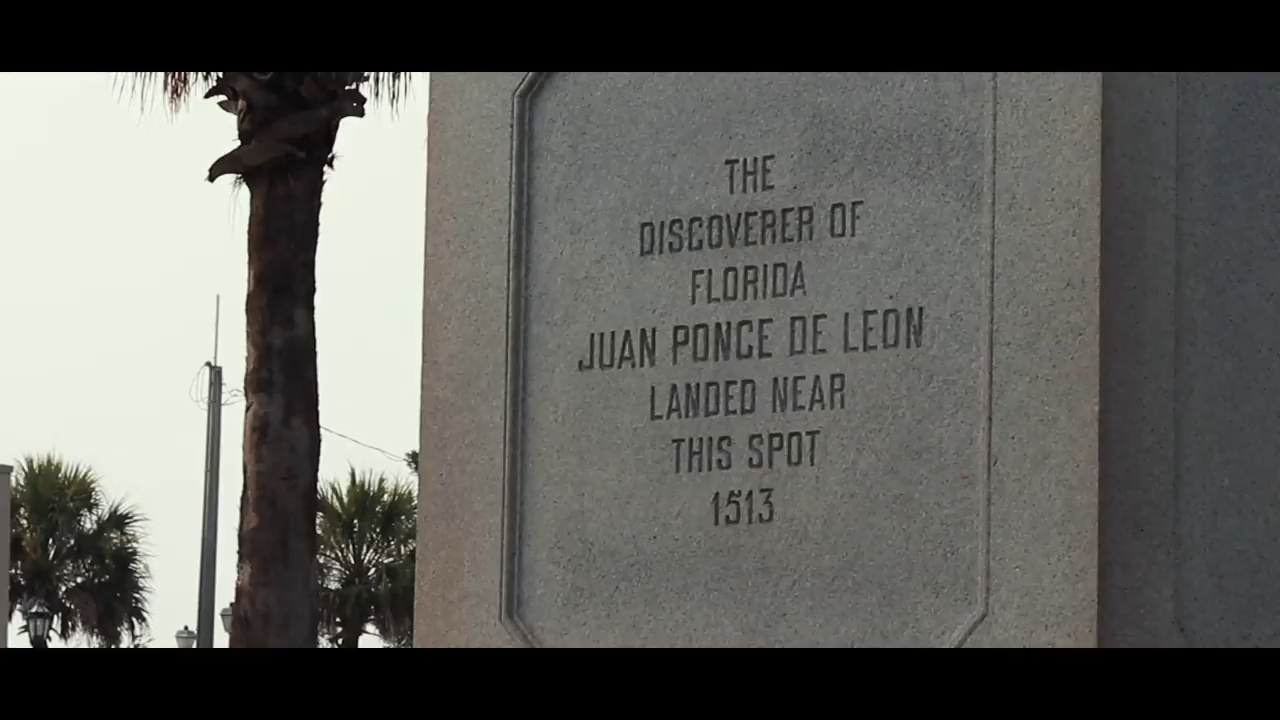 THE
DISCOVERER OF
FLORIDA
JUAN PONCE DE LEON
LANDED NEAR
THIS SPOT
1513